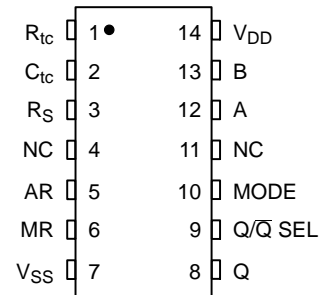 Rtc 1 14 VDD
Ctc 2 13 B
RS 3 12 A
NC 4 11 NC
AR 5 10 MODE
MR 6 9 Q/Q̅ SEL
VSS 7 8 Q